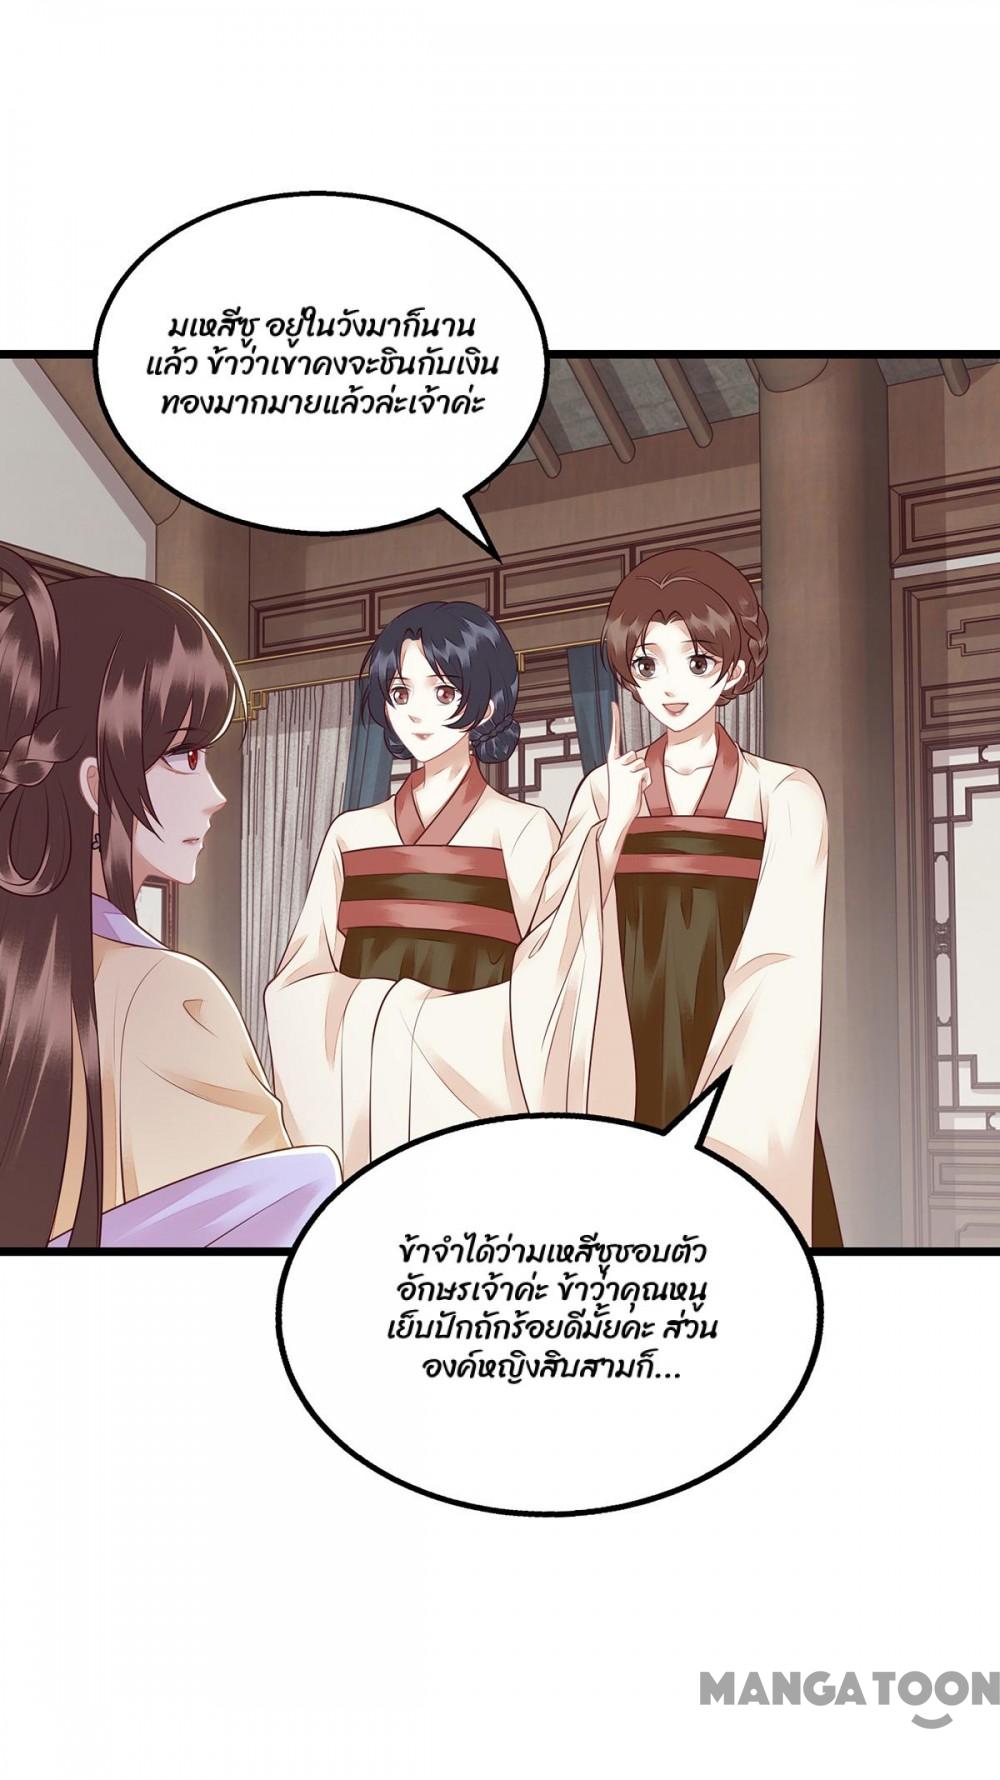 มเหสีซู อยู่ในวังมาก็นาน
แล้ว ข้าว่าเขาคงจะชินกับเงิน
ทองมากมายแล้วล่ะเจ้าค่ะ
ข้าจำได้ว่ามเหสีซูชอบตัว
อักษรเจ้าค่ะ ข้าว่าคุณหนู
เย็บปักถักร้อยดีมั้ยคะ ส่วน
องค์หญิงสิบสามก็...
MANGATOON